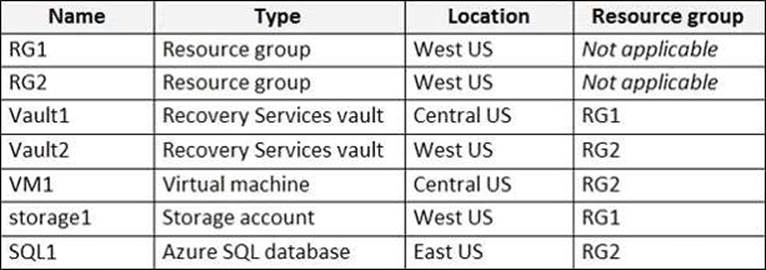 Name Type Location Resource group
RG1 Resource group West US Not applicable
RG2 Resource group West US Not applicable
Vault1 Recovery Services vault Central US RG1
Vault2 Recovery Services vault West US RG2
VM1 Virtual machine Central US RG2
storage1 Storage account West US RG1
SQL1 Azure SQL database East US RG2